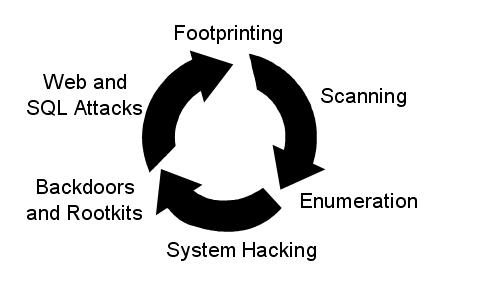 Footprinting
Scanning
Enumeration
System Hacking
Backdoors
and Rootkits
Web and
SQL Attacks